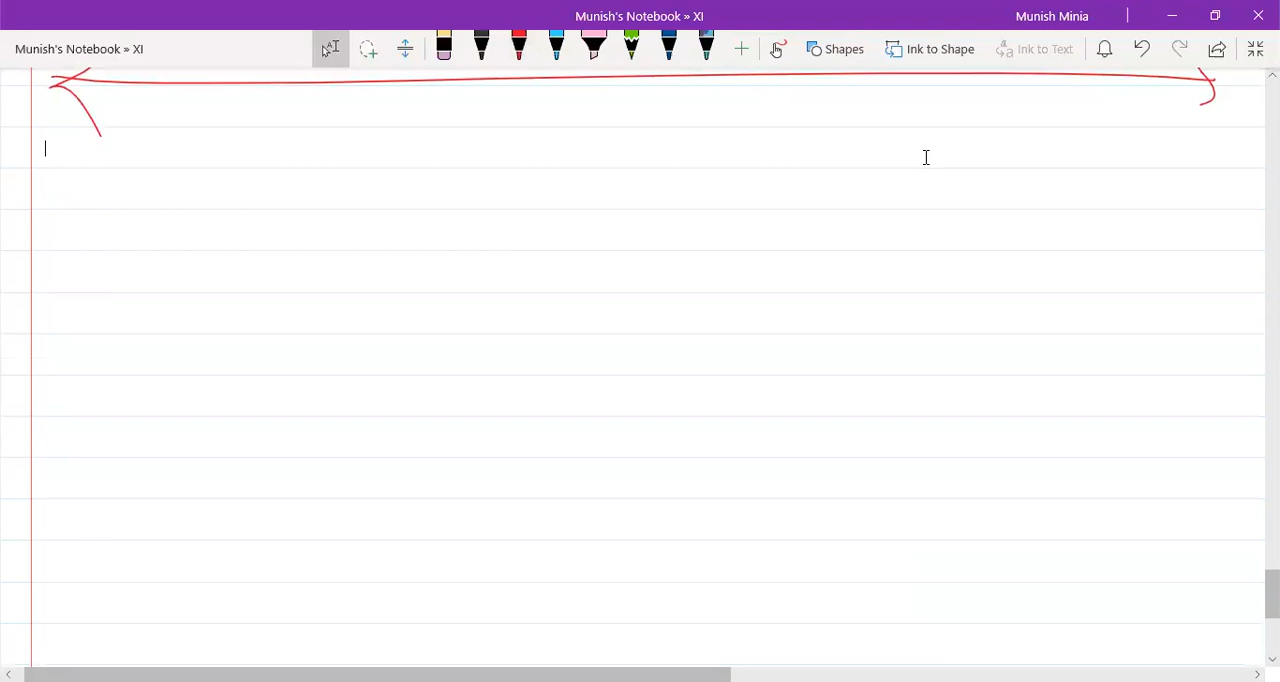 Munish's Notebook » XI
Munish Minia
Munish's Notebook » XI
Shapes
Ink to Shape
Ink to Text